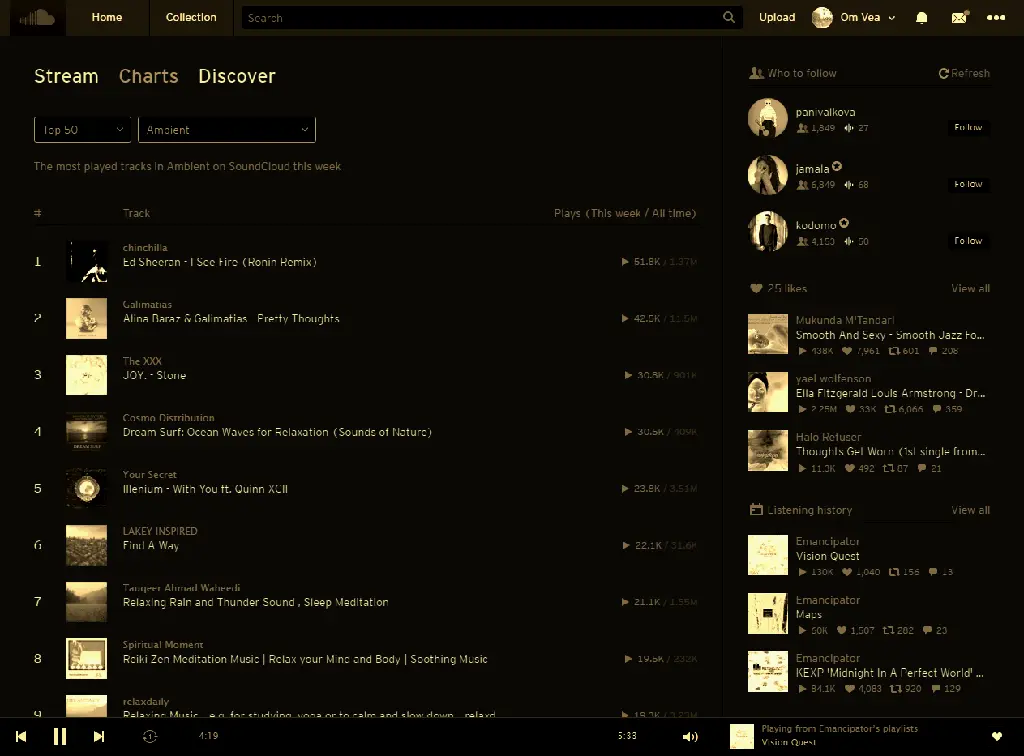 Home Collection Search Upload Om Vea
Stream Charts Discover
Top 50 Ambient
The most played tracks in Ambient on SoundCloud this week
# Track Plays (This week / All time)
1 chinchilla
Ed Sheeran - I See Fire (Ronin Remix) 51.8K / 1.37M
2 Galimatias
Alina Baraz & Galimatias - Pretty Thoughts 42.5K / 11.5M
3 The XXX
JOY. - Stone 30.8K / 901K
4 Cosmo Distribution
Dream Surf: Ocean Waves for Relaxation (Sounds of Nature) 30.5K / 409K
5 Your Secret
Illenium - With You ft. Quinn XCII 23.8K / 3.51M
6 LAKEY INSPIRED
Find A Way 22.1K / 31.6K
7 Tauqeer Ahmad Waheedi
Relaxing Rain and Thunder Sound , Sleep Meditation 21.1K / 1.55M
8 Spiritual Moment
Reiki Zen Meditation Music | Relax your Mind and Body | Soothing Music 19.5K / 232K
9 relaxdaily
Relaxing Music - e.g. for studying, yoga or to calm and slow down - relaxd 19.3K / 3.23M
Who to follow Refresh
panivalkova
1,849 27 Follow
jamala
6,849 68 Follow
kodomo
4,153 50 Follow
25 likes View all
Mukunda M'Tandari
Smooth And Sexy - Smooth Jazz Fo...
438K 7,961 601 208
yael wolfenson
Ella Fitzgerald Louis Armstrong - Dr...
2.25M 33K 6,066 359
Halo Refuser
Thoughts Get Worn (1st single from...
11.3K 492 87 21
Listening history View all
Emancipator
Vision Quest
130K 1,040 156 13
Emancipator
Maps
60K 1,507 282 23
Emancipator
KEXP 'Midnight In A Perfect World' ...
84.1K 4,083 920 129
4:19 5:33
Playing from Emancipator's playlists
Vision Quest